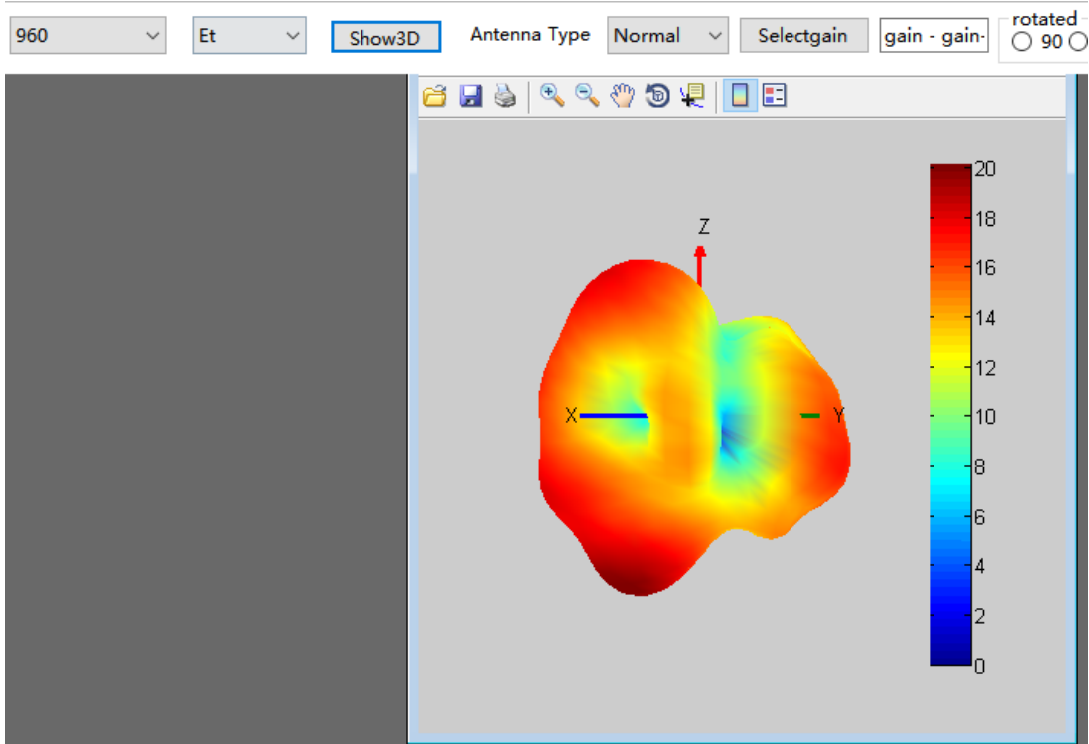 rotated
960 Et Show3D Antenna Type Normal Selectgain gain - gain- 90
20
Z
18
16
14
12
X Y 10
8
6
4
2
0